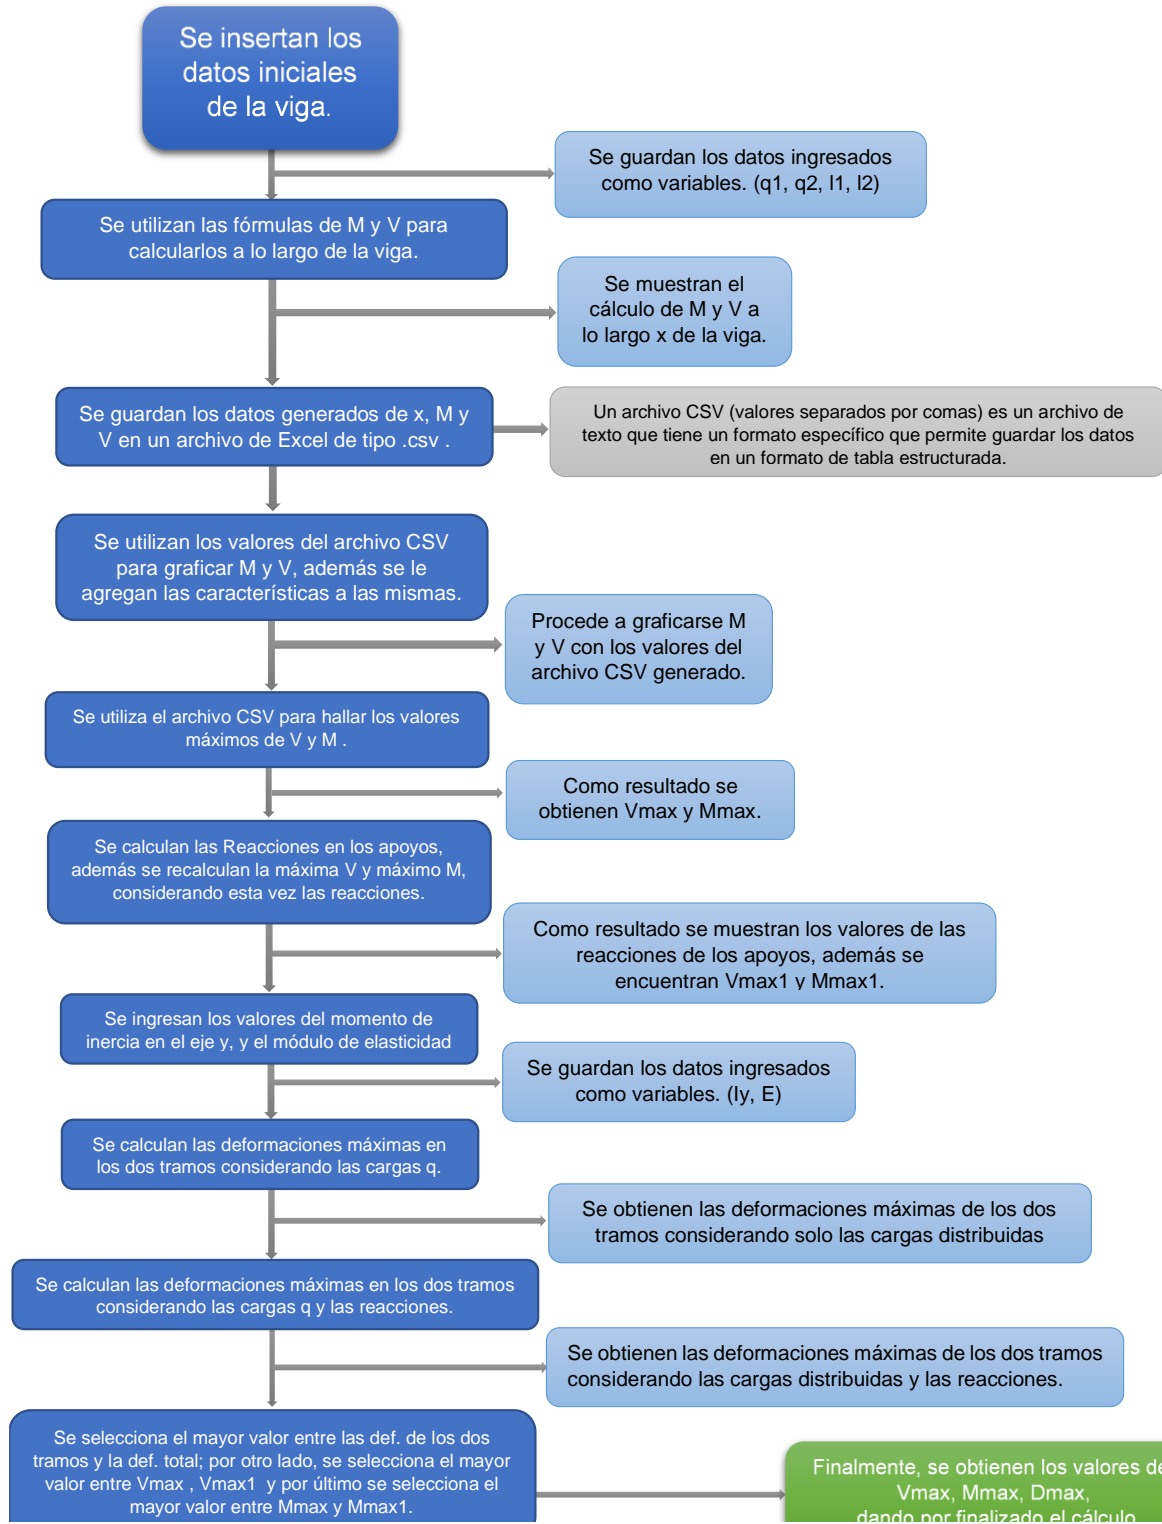 Se insertan los
datos iniciales
de la viga.
Se guardan los datos ingresados
como variables. (q1, q2, l1, l2)
Se utilizan las fórmulas de M y V para
calcularlos a lo largo de la viga.
Se muestran el
cálculo de M y V a
lo largo x de la viga.
Se guardan los datos generados de x, M y
V en un archivo de Excel de tipo .csv .
Un archivo CSV (valores separados por comas) es un archivo de
texto que tiene un formato específico que permite guardar los datos
en un formato de tabla estructurada.
Se utilizan los valores del archivo CSV
para graficar M y V, además se le
agregan las características a las mismas.
Procede a graficarse M
y V con los valores del
archivo CSV generado.
Se utiliza el archivo CSV para hallar los valores
máximos de V y M .
Como resultado se
obtienen Vmax y Mmax.
Se calculan las Reacciones en los apoyos,
además se recalculan la máxima V y máximo M,
considerando esta vez las reacciones.
Como resultado se muestran los valores de las
reacciones de los apoyos, además se
encuentran Vmax1 y Mmax1.
Se ingresan los valores del momento de
inercia en el eje y, y el módulo de elasticidad
Se guardan los datos ingresados
como variables. (Iy, E)
Se calculan las deformaciones máximas en
los dos tramos considerando las cargas q.
Se obtienen las deformaciones máximas de los dos
tramos considerando solo las cargas distribuidas
Se calculan las deformaciones máximas en los dos tramos
considerando las cargas q y las reacciones.
Se obtienen las deformaciones máximas de los dos tramos
considerando las cargas distribuidas y las reacciones.
Se selecciona el mayor valor entre las def. de los dos
tramos y la def. total; por otro lado, se selecciona el mayor
valor entre Vmax , Vmax1 y por último se selecciona el
mayor valor entre Mmax y Mmax1.
Finalmente, se obtienen los valores de
Vmax, Mmax, Dmax,
dando por finalizado el cálculo